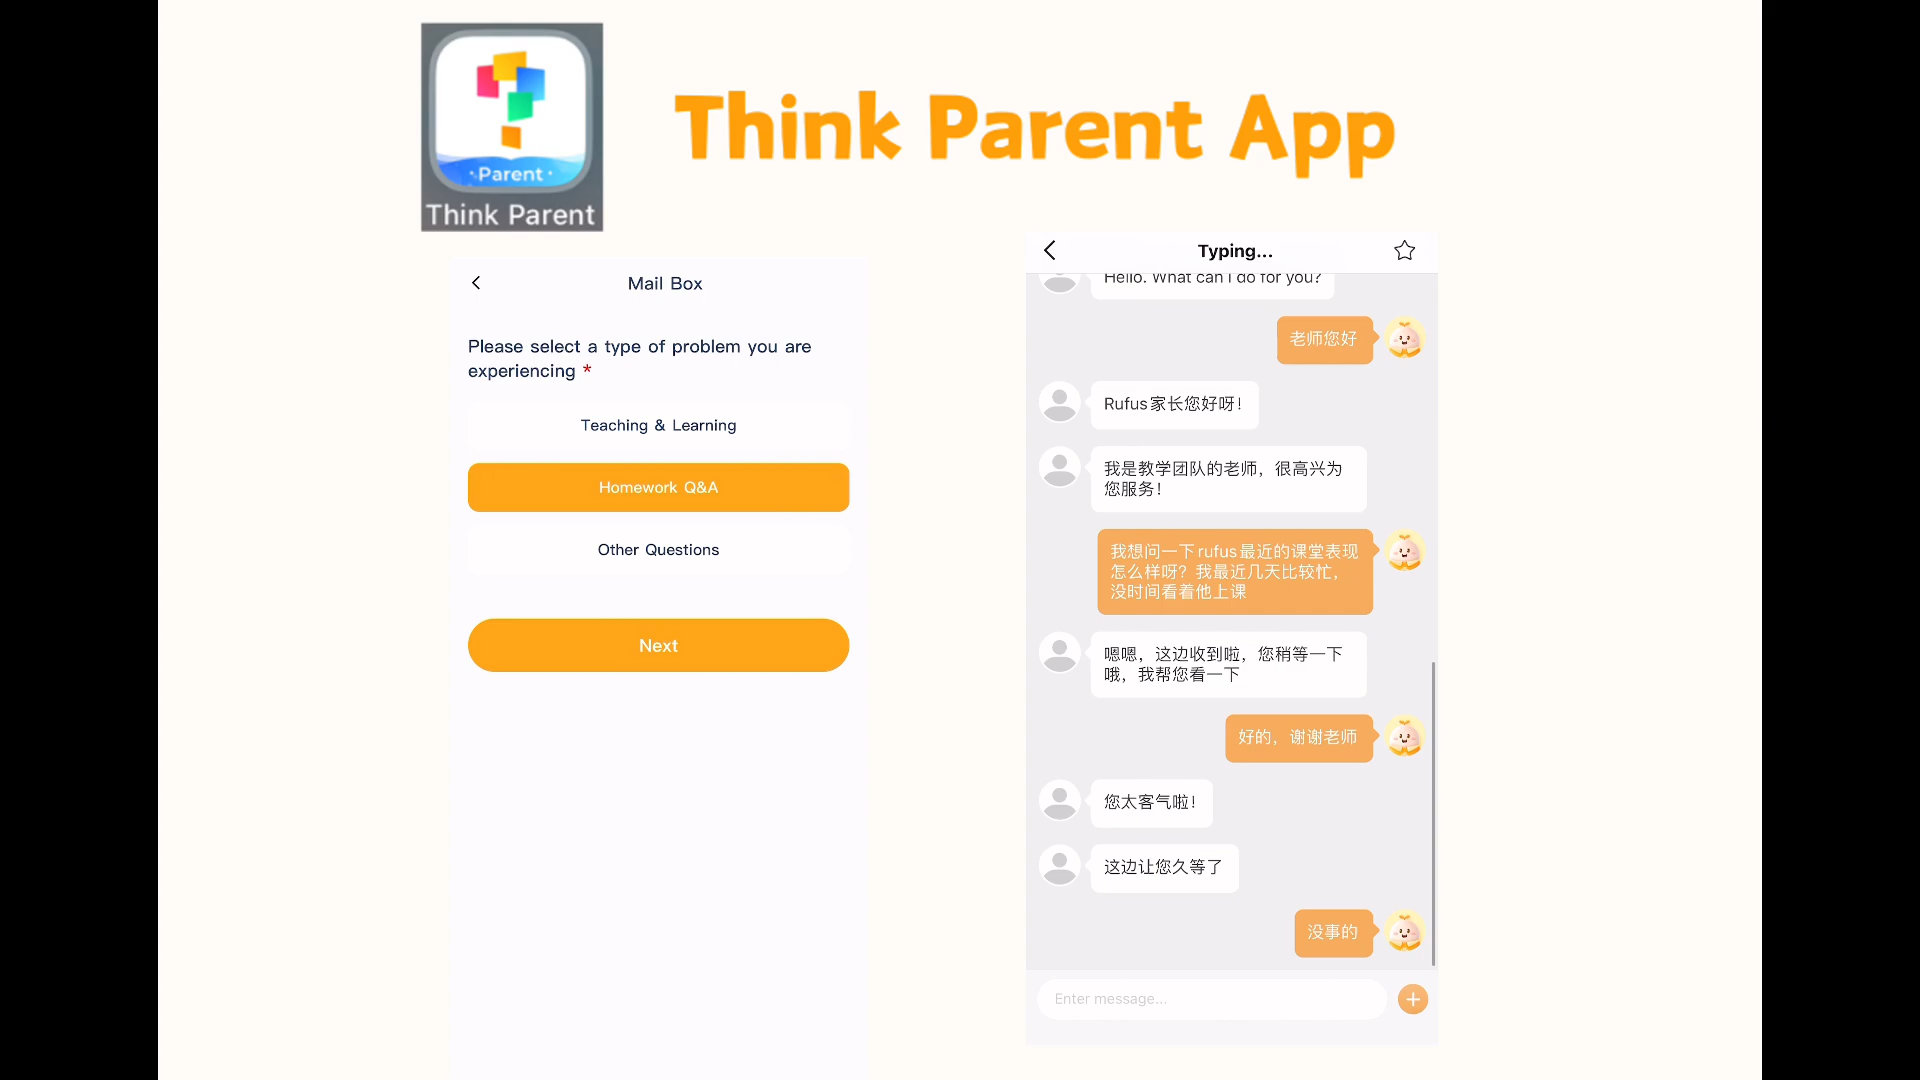 Think Parent App
· Parent ·
Think Parent
Mail Box
Please select a type of problem you are
experiencing *
Teaching & Learning
Homework Q&A
Other Questions
Next
Typing...
Hello. What can I do for you?
老师您好
Rufus家长您好呀！
我是教学团队的老师，很高兴为
您服务！
我想问一下rufus最近的课堂表现
怎么样呀？我最近几天比较忙，
没时间看着他上课
嗯嗯，这边收到啦，您稍等一下
哦，我帮您看一下
好的，谢谢老师
您太客气啦！
这边让您久等了
没事的
Enter message...